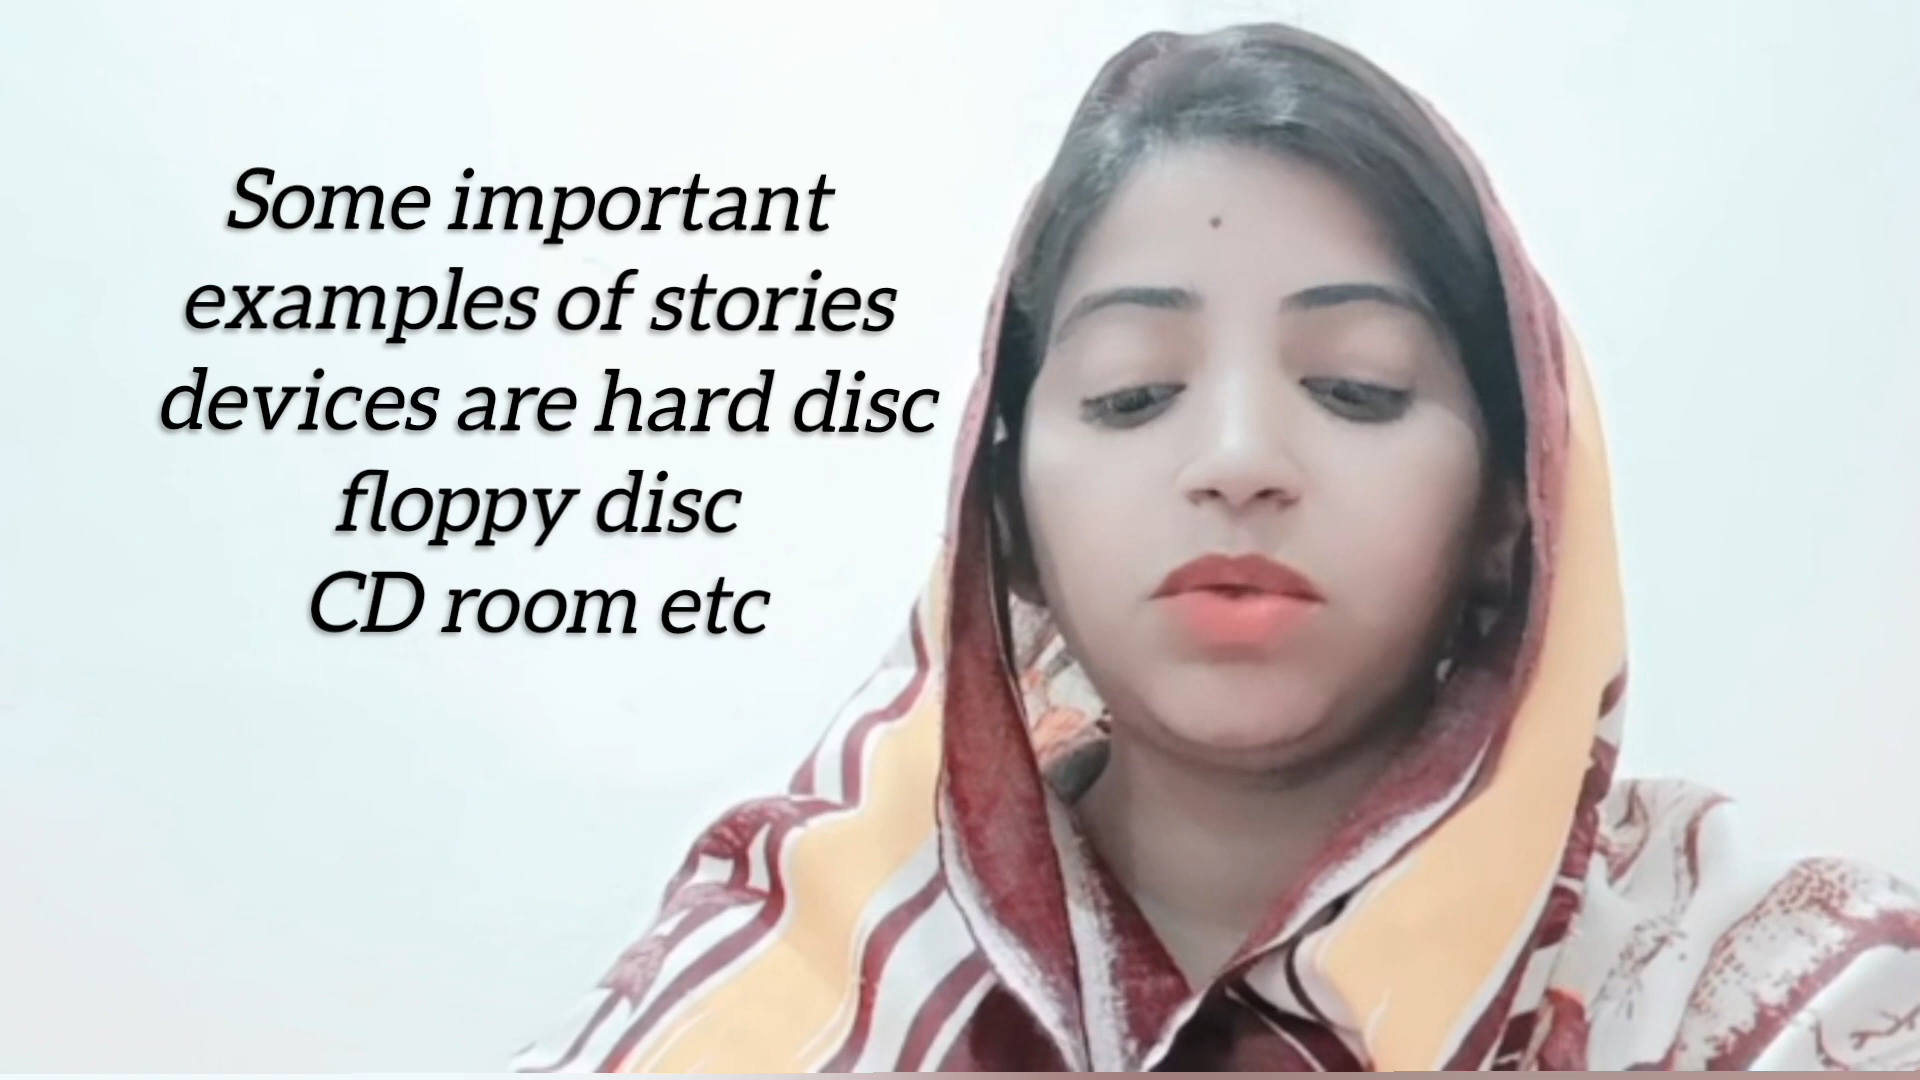 Some important
examples of stories
devices are hard disc
floppy disc
CD room etc